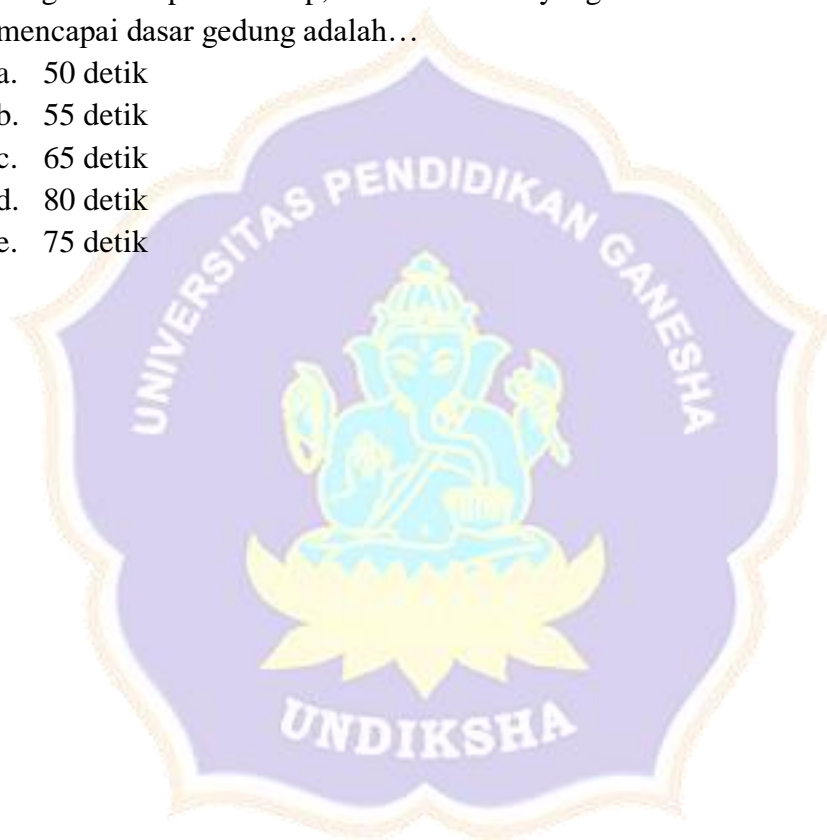 mencapai dasar gedung adalah…
a. 50 detik
b. 55 detik
c. 65 detik
d. 80 detik
e. 75 detik
UNIVERSITAS PENDIDIKAN GANESHA
UNDIKSHA